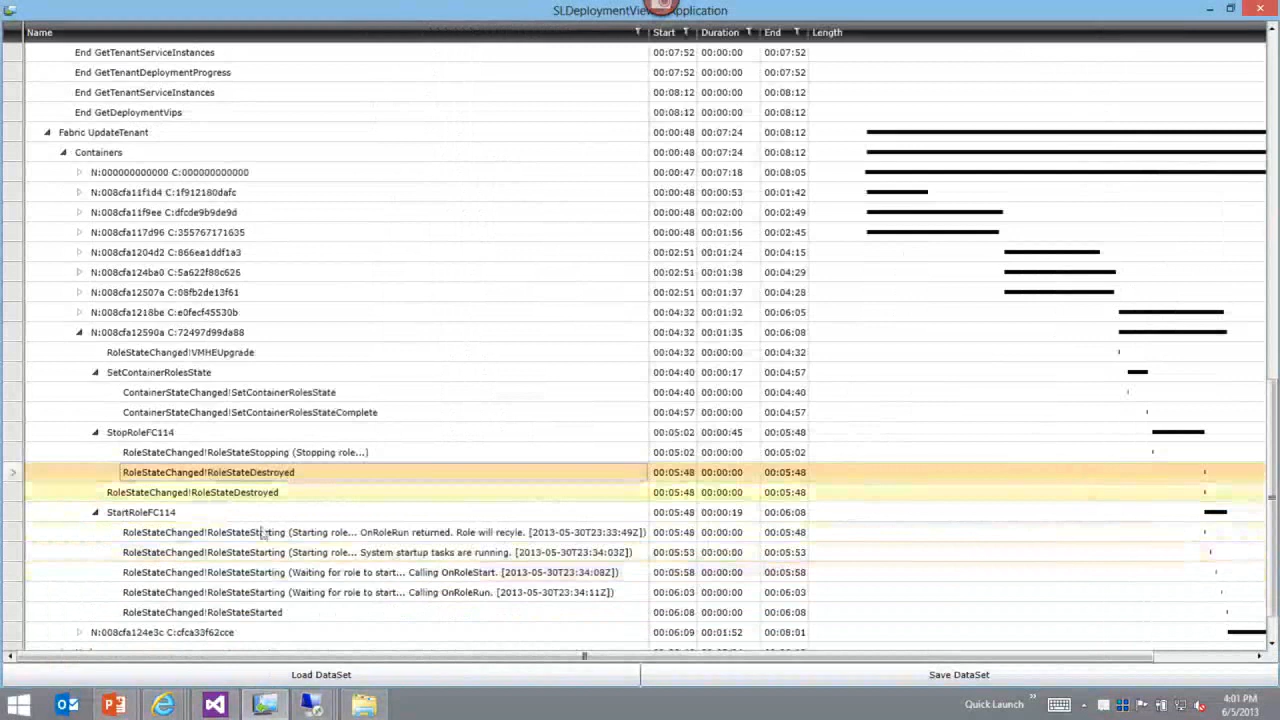 SLDeploymentView Application
Name Start Duration End Length
End GetTenantServiceInstances 00:07:52 00:00:00 00:07:52
End GetTenantDeploymentProgress 00:07:52 00:00:00 00:07:52
End GetTenantServiceInstances 00:08:12 00:00:00 00:08:12
End GetDeploymentVips 00:08:12 00:00:00 00:08:12
Fabric UpdateTenant 00:00:48 00:07:24 00:08:12
Containers 00:00:48 00:07:24 00:08:12
N:000000000000 C:000000000000 00:00:47 00:07:18 00:08:05
N:008cfa11f1d4 C:1f912180dafc 00:00:48 00:00:53 00:01:42
N:008cfa11f9ee C:dfcde9b9de9d 00:00:48 00:02:00 00:02:49
N:008cfa117d96 C:355767171635 00:00:48 00:01:56 00:02:45
N:008cfa1204d2 C:866ea1ddf1a3 00:02:51 00:01:24 00:04:15
N:008cfa124ba0 C:5a622f88c626 00:02:51 00:01:38 00:04:29
N:008cfa12507a C:08fb2de13f61 00:02:51 00:01:37 00:04:28
N:008cfa1218be C:e0fecf45530b 00:04:32 00:01:32 00:06:05
N:008cfa12590a C:72497d99da88 00:04:32 00:01:35 00:06:08
RoleStateChanged!VMHEUpgrade 00:04:32 00:00:00 00:04:32
SetContainerRolesState 00:04:40 00:00:17 00:04:57
ContainerStateChanged!SetContainerRolesState 00:04:40 00:00:00 00:04:40
ContainerStateChanged!SetContainerRolesStateComplete 00:04:57 00:00:00 00:04:57
StopRoleFC114 00:05:02 00:00:45 00:05:48
RoleStateChanged!RoleStateStopping (Stopping role...) 00:05:02 00:00:00 00:05:02
RoleStateChanged!RoleStateDestroyed 00:05:48 00:00:00 00:05:48
RoleStateChanged!RoleStateDestroyed 00:05:48 00:00:00 00:05:48
StartRoleFC114 00:05:48 00:00:19 00:06:08
RoleStateChanged!RoleStateStarting (Starting role... OnRoleRun returned. Role will recyle. [2013-05-30T23:33:49Z]) 00:05:48 00:00:00 00:05:48
RoleStateChanged!RoleStateStarting (Starting role... System startup tasks are running. [2013-05-30T23:34:03Z]) 00:05:53 00:00:00 00:05:53
RoleStateChanged!RoleStateStarting (Waiting for role to start... Calling OnRoleStart. [2013-05-30T23:34:08Z]) 00:05:58 00:00:00 00:05:58
RoleStateChanged!RoleStateStarting (Waiting for role to start... Calling OnRoleRun. [2013-05-30T23:34:11Z]) 00:06:03 00:00:00 00:06:03
RoleStateChanged!RoleStateStarted 00:06:08 00:00:00 00:06:08
N:008cfa124e3c C:cfca33f62cce 00:06:09 00:01:52 00:08:01
Load DataSet Save DataSet
Quick Launch
4:01 PM
6/5/2013